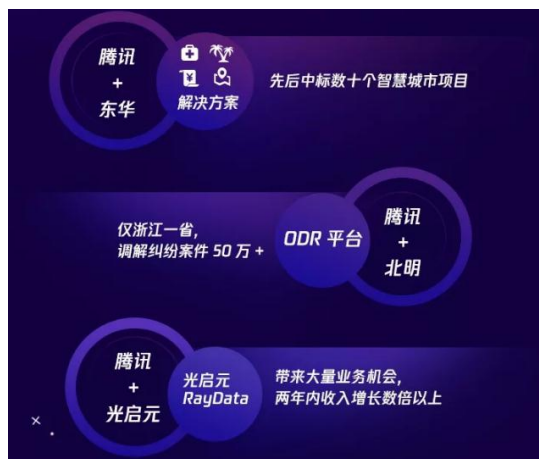 腾讯
+
东华
解决方案
先后中标数十个智慧城市项目
仅浙江一省,
调解纠纷案件 50 万 +
ODR 平台
腾讯
+
北明
腾讯
+
光启元
光启元
RayData
带来大量业务机会,
两年内收入增长数倍以上